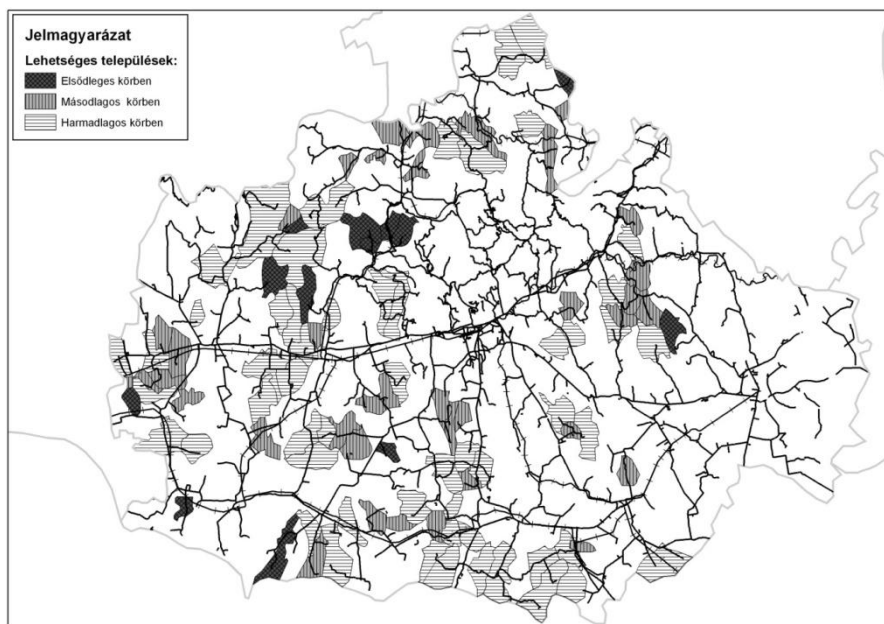 Jelmagyarázat
Lehetséges települések:
Elsődleges körben
Másodlagos körben
Harmadlagos körben